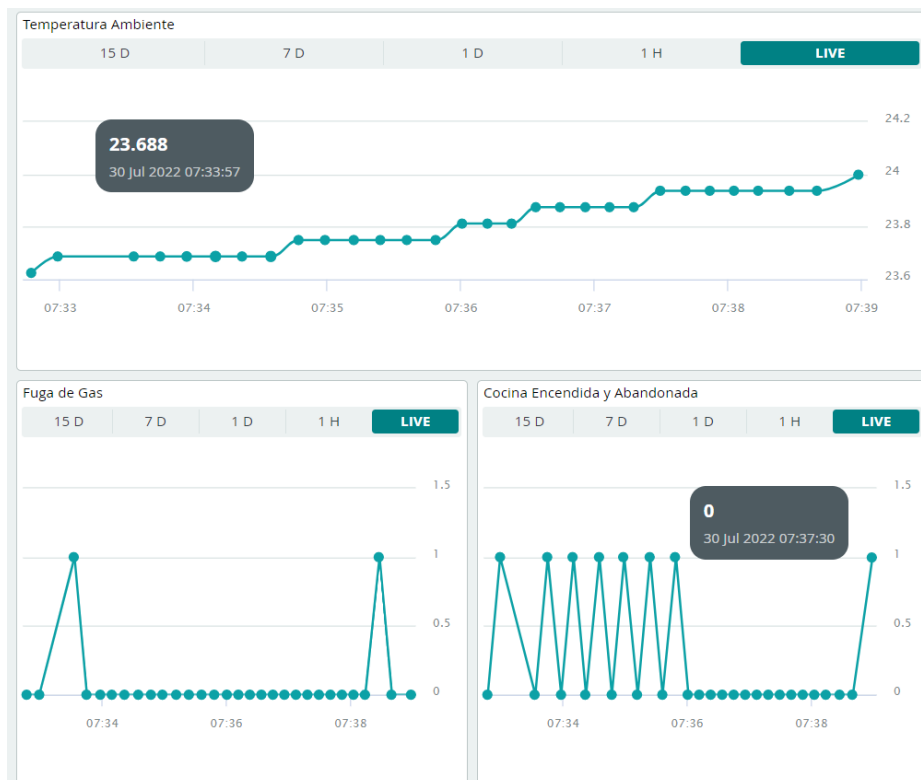 Temperatura Ambiente
15 D 7 D 1 D 1 H LIVE
24.2
23.688
30 Jul 2022 07:33:57
24
23.8
23.6
07:33 07:34 07:35 07:36 07:37 07:38 07:39
Fuga de Gas
15 D 7 D 1 D 1 H LIVE
1.5
1
0.5
0
07:34 07:36 07:38
Cocina Encendida y Abandonada
15 D 7 D 1 D 1 H LIVE
1.5
0
30 Jul 2022 07:37:30
1
0.5
0
07:34 07:36 07:38